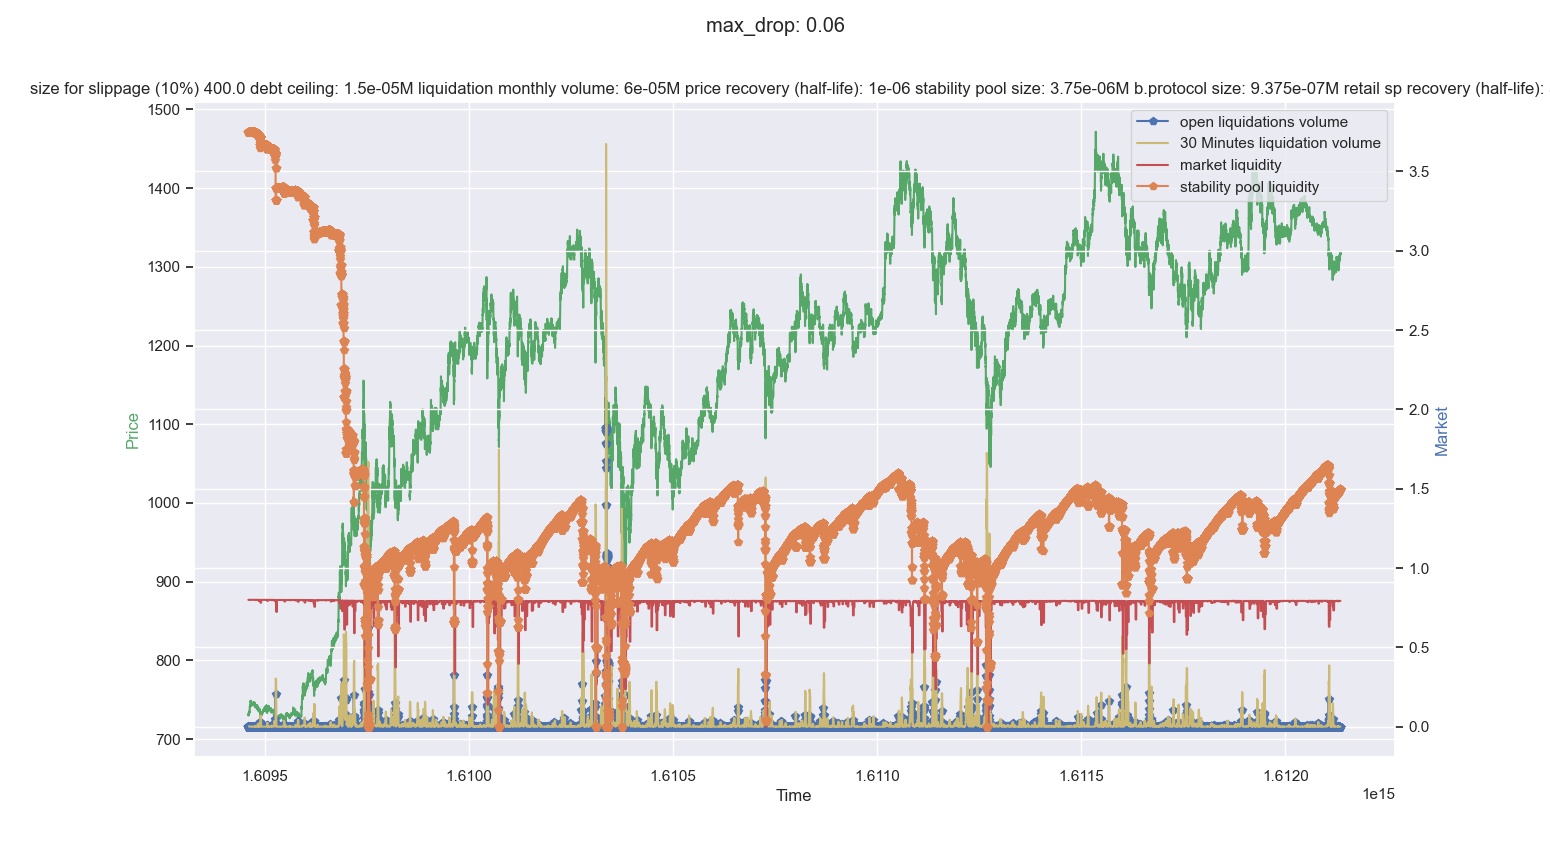 max_drop: 0.06
size for slippage (10%) 400.0 debt ceiling: 1.5e-05M liquidation monthly volume: 6e-05M price recovery (half-life): 1e-06 stability pool size: 3.75e-06M b.protocol size: 9.375e-07M retail sp recovery (half-life):
open liquidations volume
30 Minutes liquidation volume
market liquidity
stability pool liquidity
Price
1500
1400
1300
1200
1100
1000
900
800
700
Market
3.5
3.0
2.5
2.0
1.5
1.0
0.5
0.0
1.6095
1.6100
1.6105
1.6110
1.6115
1.6120
1e15
Time